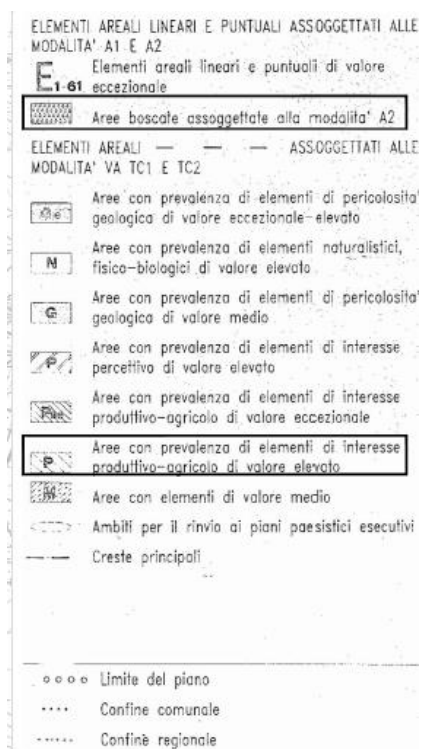 ELEMENTI AREALI LINEARI E PUNTUALI ASSOGGETTATI ALLE
MODALITA' A1 E A2
E 1-61 Elementi areali lineari e puntuali di valore
eccezionale
Aree boscate assoggettate alla modalita' A2
ELEMENTI AREALI — — — ASSOGGETTATI ALLE
MODALITA' VA TC1 E TC2
Ge Aree con prevalenza di elementi di pericolosita'
geologica di valore eccezionale-elevato
N Aree con prevalenza di elementi naturalistici,
fisico-biologici di valore elevato
G Aree con prevalenza di elementi di pericolosita'
geologica di valore medio
P Aree con prevalenza di elementi di interesse
percettivo di valore elevato
Aree con prevalenza di elementi di interesse
produttivo-agricolo di valore eccezionale
P Aree con prevalenza di elementi di interesse
produttivo-agricolo di valore elevato
M Aree con elementi di valore medio
Ambiti per il rinvio ai piani paesistici esecutivi
Creste principali
Limite del piano
Confine comunale
Confine regionale